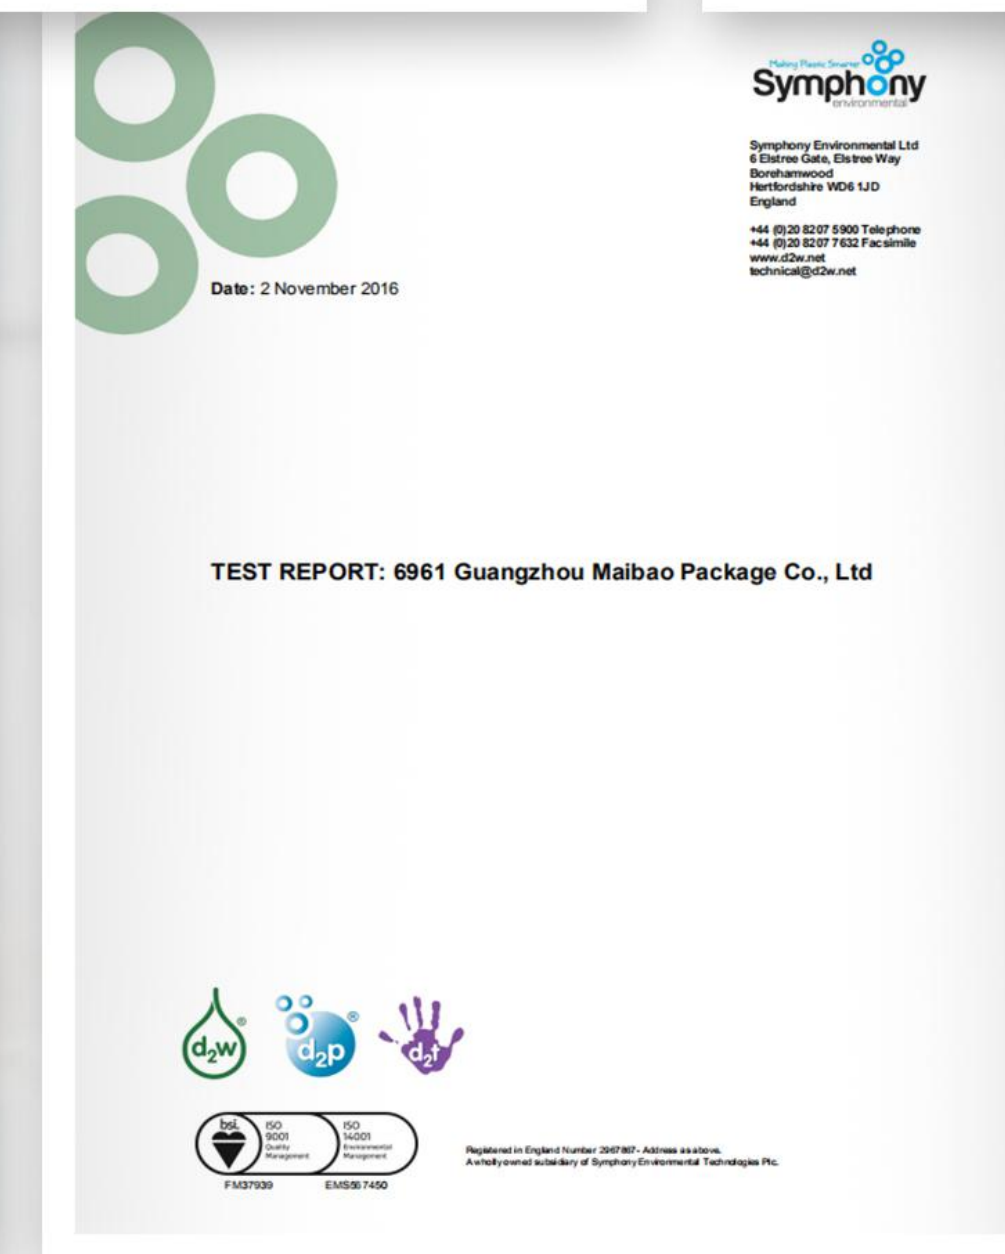 Making Plastic Smarter
Symphony
environmental
Symphony Environmental Ltd
6 Elstree Gate, Elstree Way
Borehamwood
Hertfordshire WD6 1JD
England
+44 (0)20 8207 5900 Telephone
+44 (0)20 8207 7632 Facsimile
www.d2w.net
technical@d2w.net
Date: 2 November 2016
TEST REPORT: 6961 Guangzhou Maibao Package Co., Ltd
d2w®
d2p®
d2t
bsi.
ISO
9001
Quality
Management
ISO
14001
Environmental
Management
FM37939
EMS567450
Registered in England Number 2967867 - Address as above.
A wholly owned subsidiary of Symphony Environmental Technologies Plc.